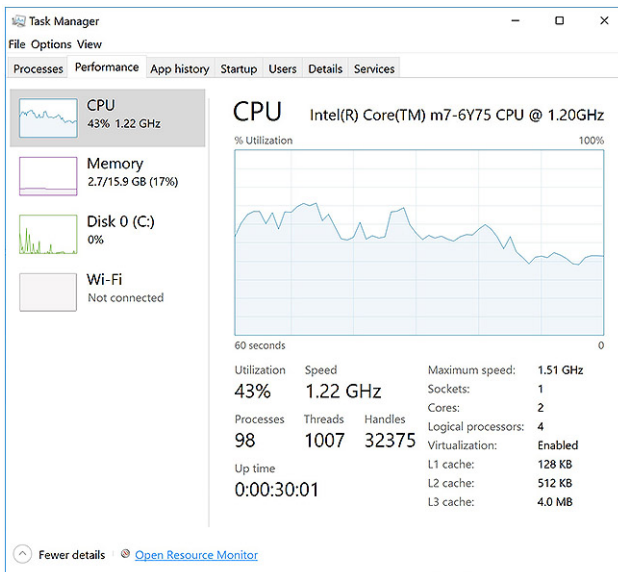 Task Manager
File Options View
Processes Performance App history Startup Users Details Services
CPU
43% 1.22 GHz
Memory
2.7/15.9 GB (17%)
Disk 0 (C:)
0%
Wi-Fi
Not connected
CPU Intel(R) Core(TM) m7-6Y75 CPU @ 1.20GHz
% Utilization 100%
60 seconds 0
Utilization Speed
43% 1.22 GHz
Processes Threads Handles
98 1007 32375
Up time
0:00:30:01
Maximum speed: 1.51 GHz
Sockets: 1
Cores: 2
Logical processors: 4
Virtualization: Enabled
L1 cache: 128 KB
L2 cache: 512 KB
L3 cache: 4.0 MB
Fewer details Open Resource Monitor